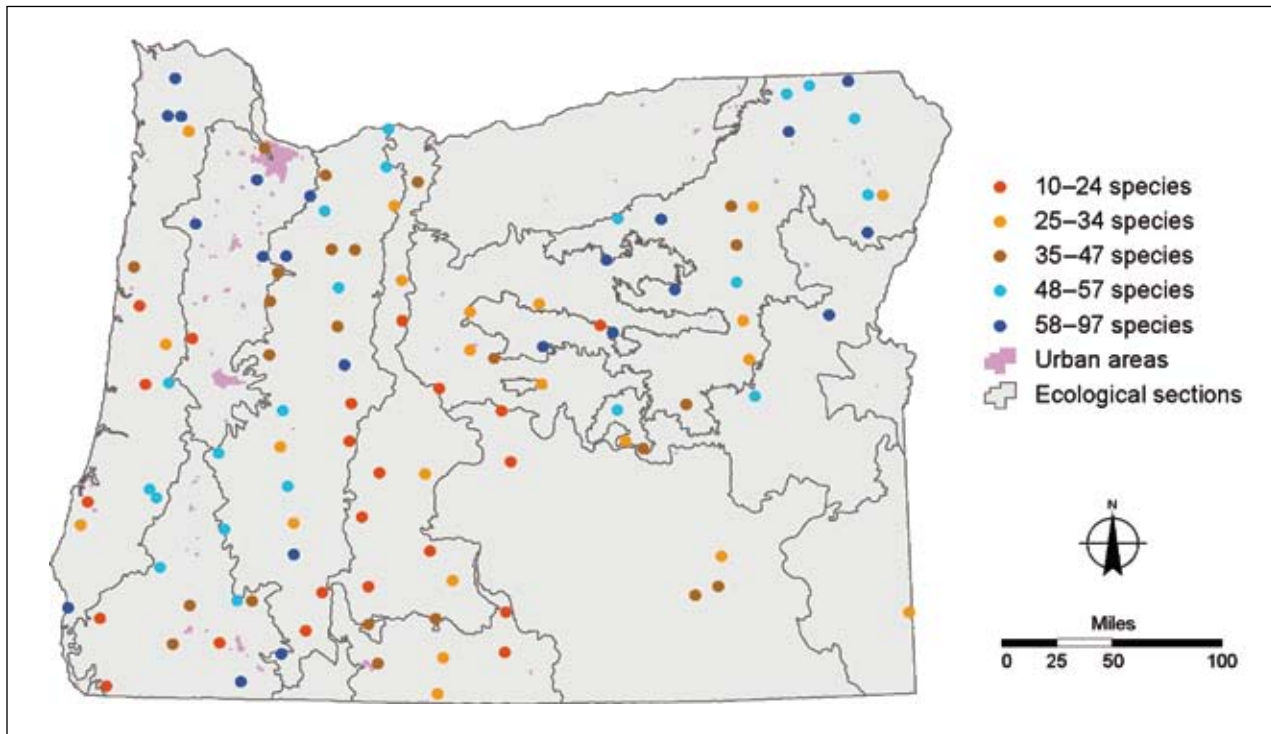 10–24 species
25–34 species
35–47 species
48–57 species
58–97 species
Urban areas
Ecological sections
N
Miles
0 25 50 100